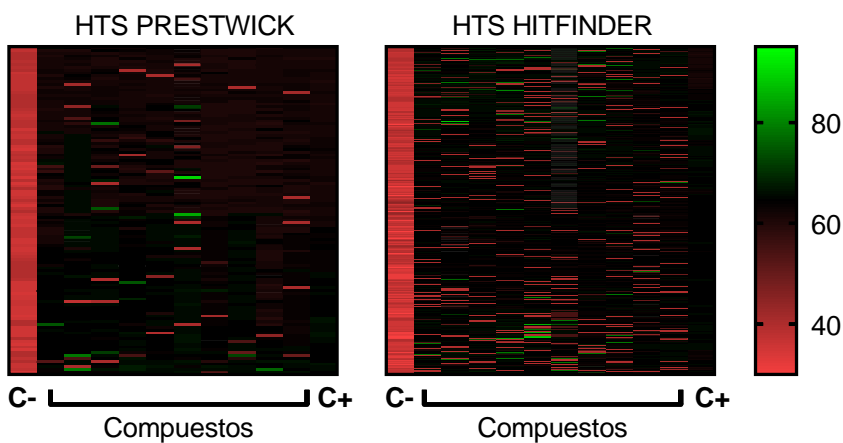 HTS PRESTWICK
HTS HITFINDER
80
60
40
C- C+ C- C+
Compuestos
Compuestos